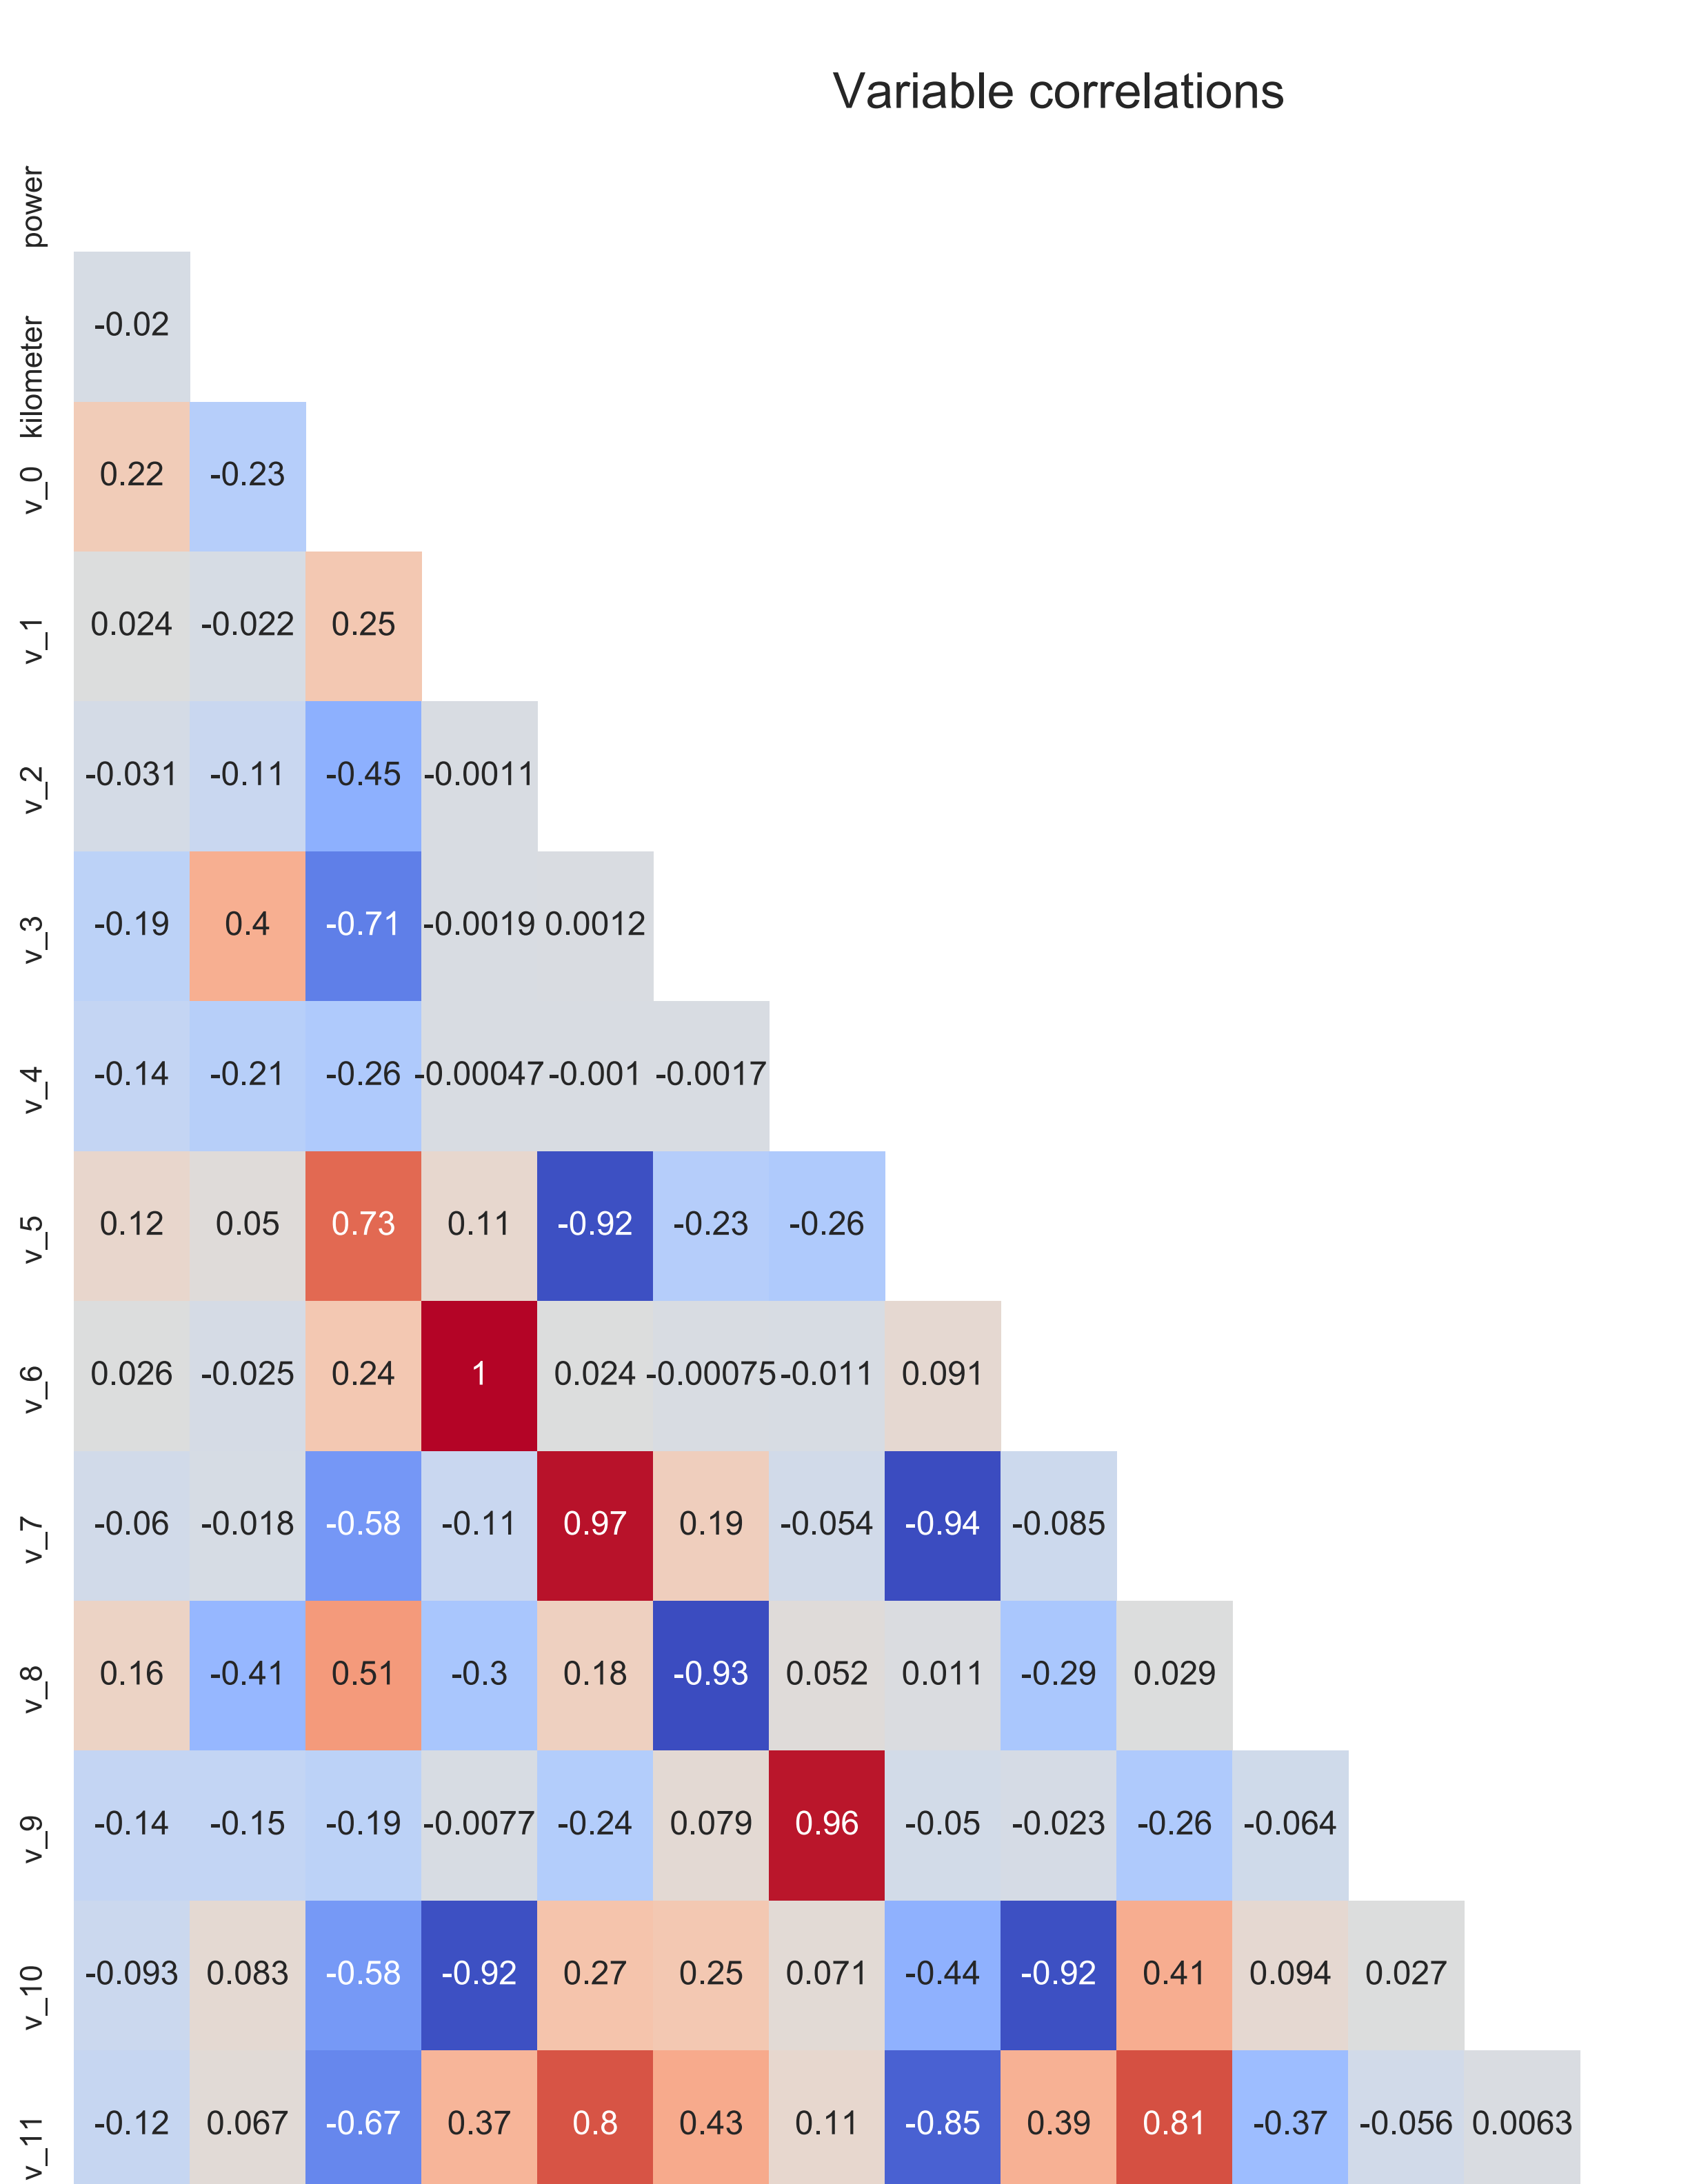 Variable correlations
power
kilometer -0.02
v_0 0.22 -0.23
v_1 0.024 -0.022 0.25
v_2 -0.031 -0.11 -0.45 -0.0011
v_3 -0.19 0.4 -0.71 -0.0019 0.0012
v_4 -0.14 -0.21 -0.26 -0.00047 -0.001 -0.0017
v_5 0.12 0.05 0.73 0.11 -0.92 -0.23 -0.26
v_6 0.026 -0.025 0.24 1 0.024 -0.00075 -0.011 0.091
v_7 -0.06 -0.018 -0.58 -0.11 0.97 0.19 -0.054 -0.94 -0.085
v_8 0.16 -0.41 0.51 -0.3 0.18 -0.93 0.052 0.011 -0.29 0.029
v_9 -0.14 -0.15 -0.19 -0.0077 -0.24 0.079 0.96 -0.05 -0.023 -0.26 -0.064
v_10 -0.093 0.083 -0.58 -0.92 0.27 0.25 0.071 -0.44 -0.92 0.41 0.094 0.027
v_11 -0.12 0.067 -0.67 0.37 0.8 0.43 0.11 -0.85 0.39 0.81 -0.37 -0.056 0.0063